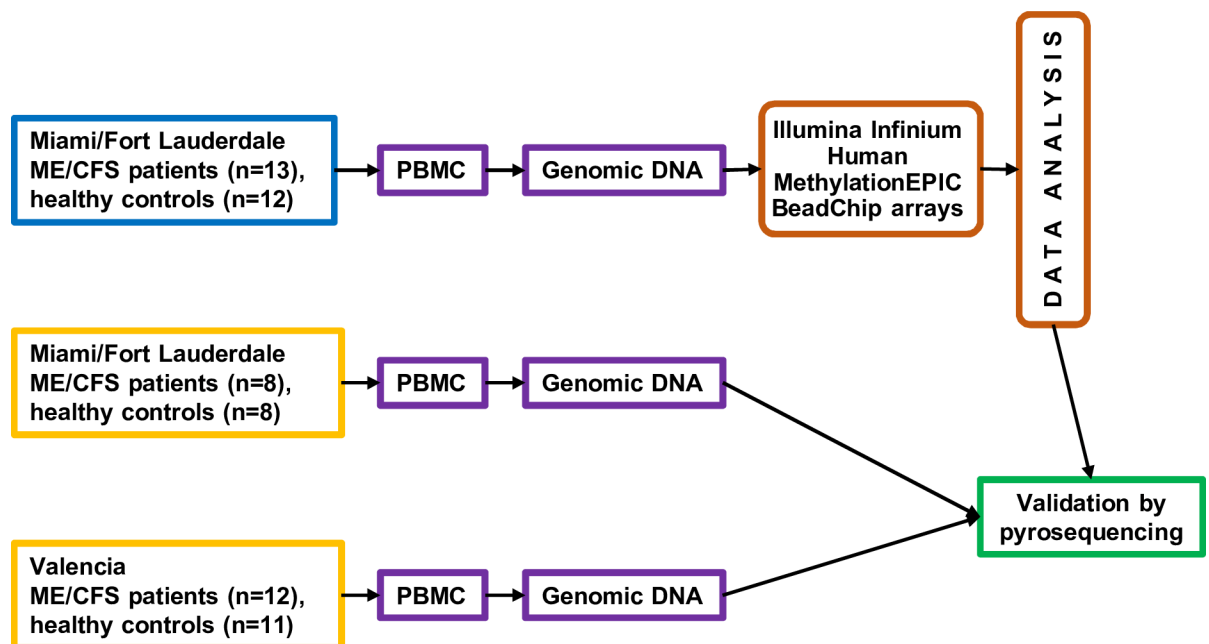 Miami/Fort Lauderdale
ME/CFS patients (n=13),
healthy controls (n=12)
PBMC
Genomic DNA
Illumina Infinium
Human
MethylationEPIC
BeadChip arrays
DATA ANALYSIS
Miami/Fort Lauderdale
ME/CFS patients (n=8),
healthy controls (n=8)
PBMC
Genomic DNA
Validation by
pyrosequencing
Valencia
ME/CFS patients (n=12),
healthy controls (n=11)
PBMC
Genomic DNA